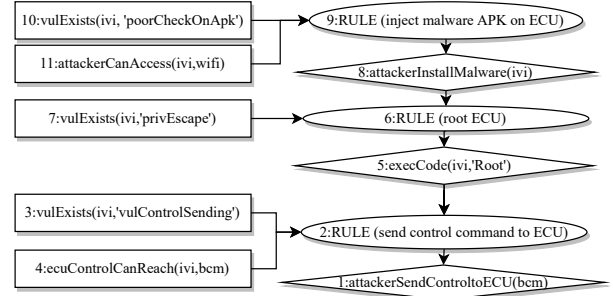 10:vulExists(ivi, 'poorCheckOnApk')
9:RULE (inject malware APK on ECU)
11:attackerCanAccess(ivi,wifi)
8:attackerInstallMalware(ivi)
7:vulExists(ivi,'privEscape')
6:RULE (root ECU)
5:execCode(ivi,'Root')
3:vulExists(ivi,'vulControlSending')
2:RULE (send control command to ECU)
4:ecuControlCanReach(ivi,bcm)
1:attackerSendControltoECU(bcm)